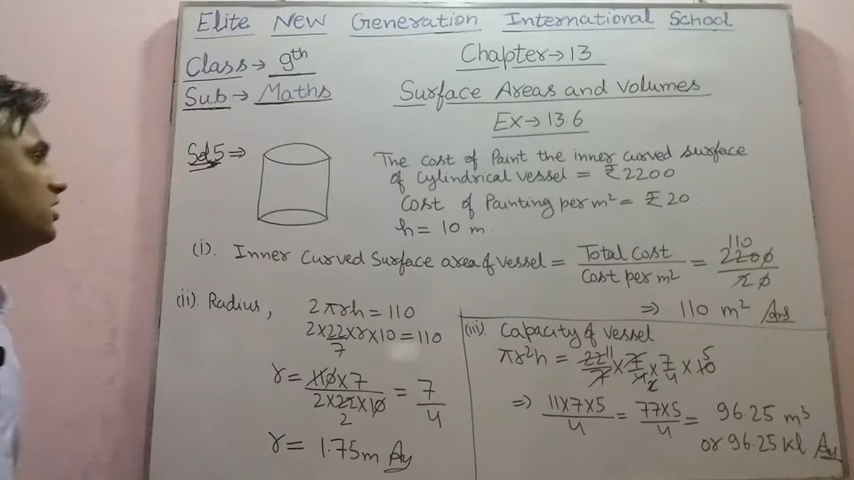 Elite New Generation International School
Class → 9th
Chapter → 13
Sub → Maths
Surface Areas and Volumes
Ex → 13.6
Sol 5 ⇒
The cost of Paint the inner curved surface
of cylindrical vessel = ₹2200
Cost of Painting per m² = ₹20
h = 10 m
(i). Inner Curved Surface area of vessel = Total Cost / Cost per m² = 2200 / 20 110
⇒ 110 m² Ans
(ii). Radius, 2πrh = 110
2×22/7×r×10 = 110
r = 110×7 / 2×22×10 = 7/4
2
r = 1.75m Ans
(iii). Capacity of vessel
πr²h = 22/7 × 7/4 × 7/4 × 10
11 2 5
⇒ 11×7×5 / 4 = 77×5 / 4 = 96.25 m³
or 96.25 kl Ans